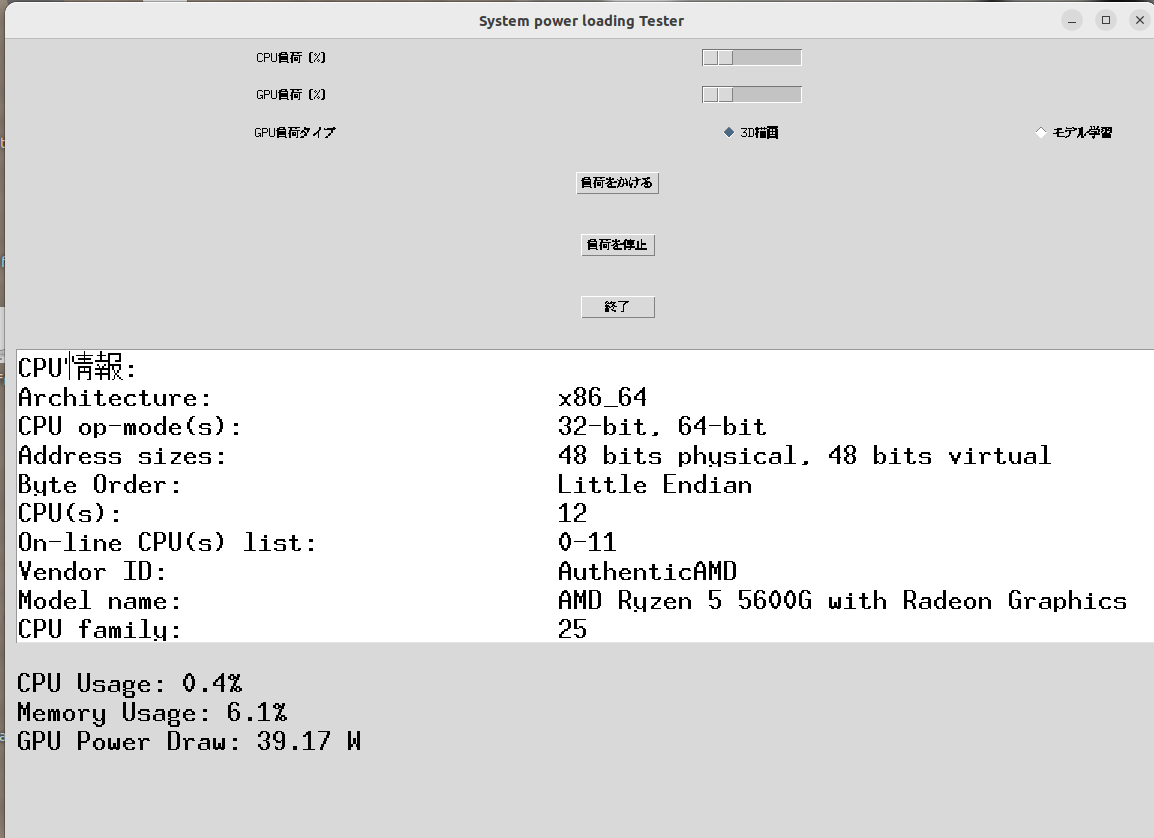 System power loading Tester
CPU負荷 (%)
GPU負荷 (%)
GPU負荷タイプ 3D描画 モデル学習
負荷をかける
負荷を停止
終了
CPU情報:
Architecture: x86_64
CPU op-mode(s): 32-bit, 64-bit
Address sizes: 48 bits physical, 48 bits virtual
Byte Order: Little Endian
CPU(s): 12
On-line CPU(s) list: 0-11
Vendor ID: AuthenticAMD
Model name: AMD Ryzen 5 5600G with Radeon Graphics
CPU family: 25
CPU Usage: 0.4%
Memory Usage: 6.1%
GPU Power Draw: 39.17 W